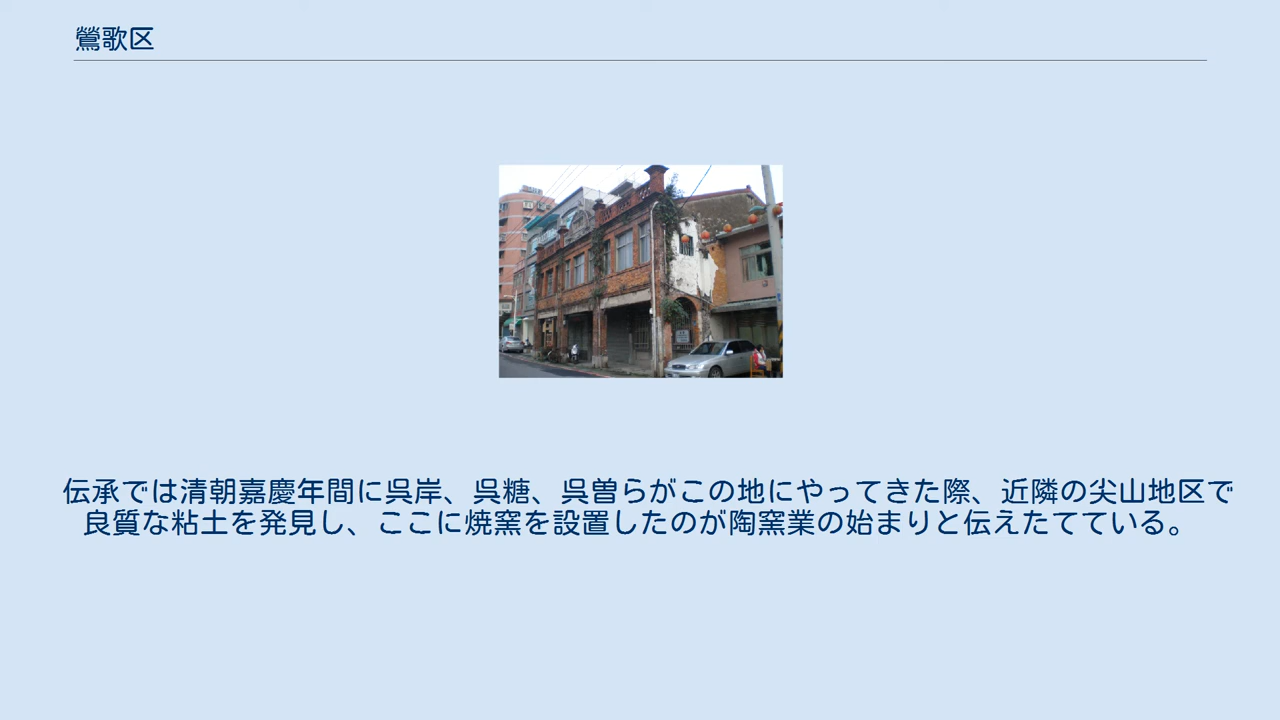 鶯歌区
伝承では清朝嘉慶年間に呉岸、呉糖、呉曽らがこの地にやってきた際、近隣の尖山地区で
良質な粘土を発見し、ここに焼窯を設置したのが陶窯業の始まりと伝えたてている。